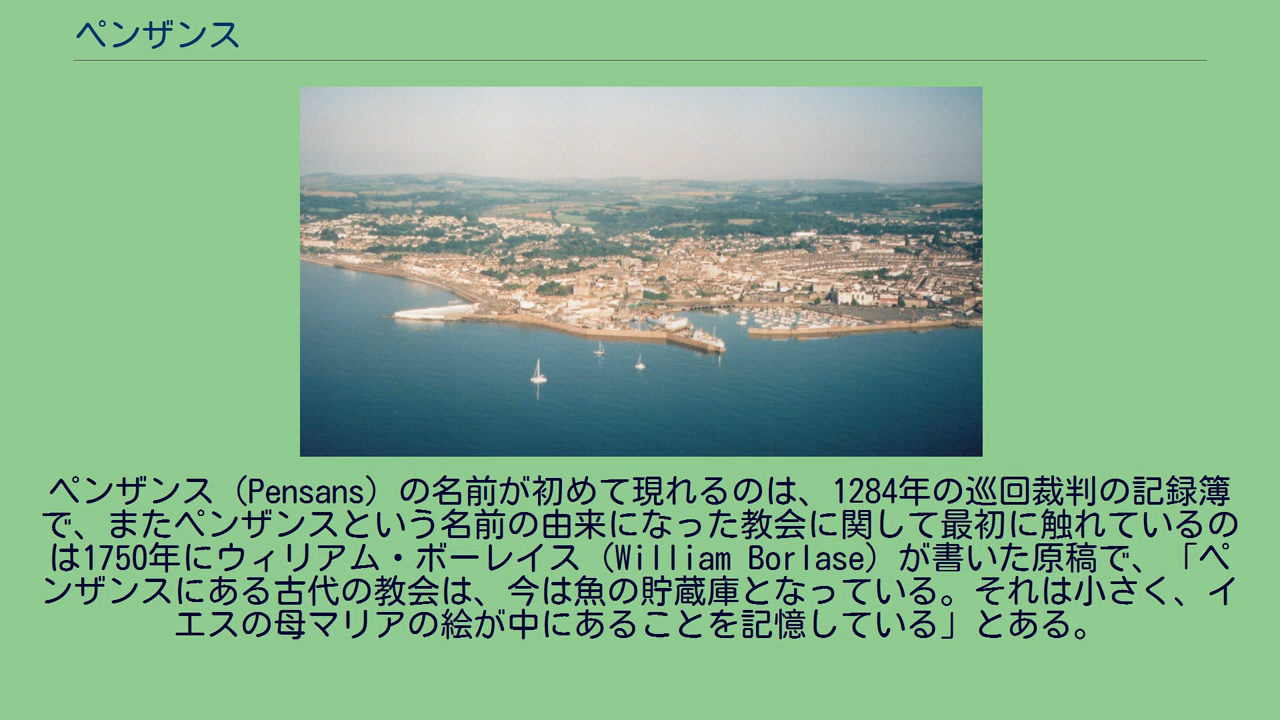 ペンザンス
ペンザンス（Pensans）の名前が初めて現れるのは、1284年の巡回裁判の記録簿
で、またペンザンスという名前の由来になった教会に関して最初に触れているの
は1750年にウィリアム・ボーレイス（William Borlase）が書いた原稿で、「ペ
ンザンスにある古代の教会は、今は魚の貯蔵庫となっている。それは小さく、イ
エスの母マリアの絵が中にあることを記憶している」とある。